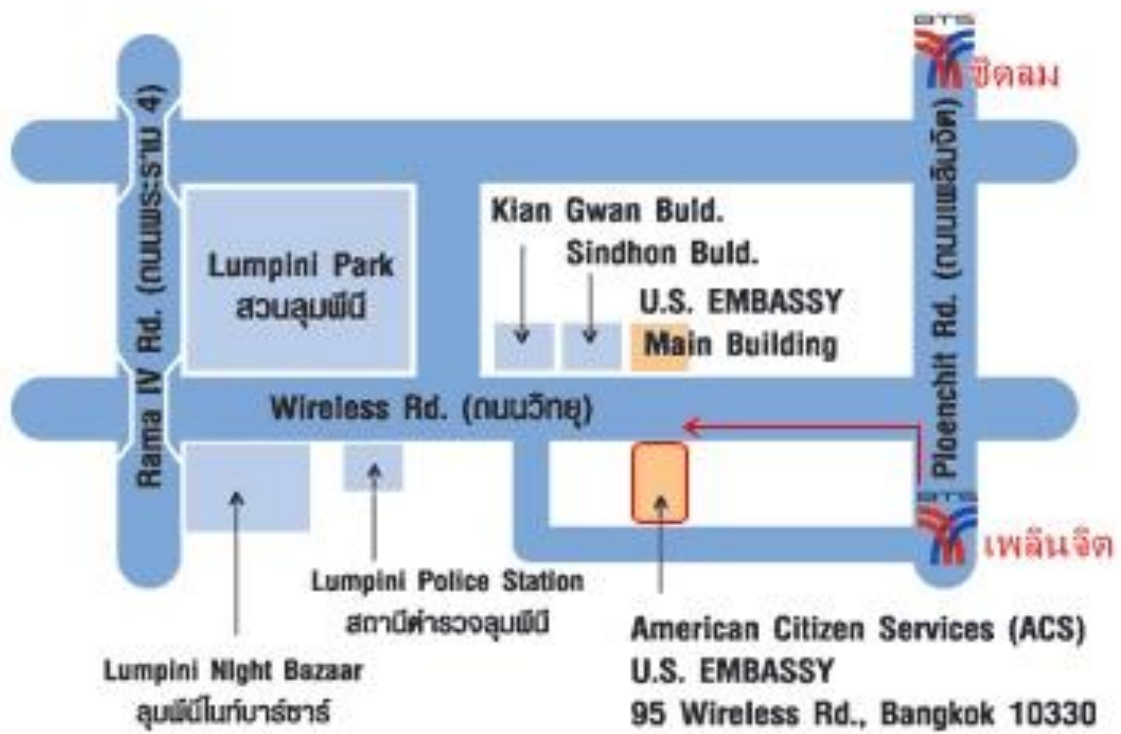 BTS
ชิดลม
Rama IV Rd. (ถนนพระราม 4)
Ploenchit Rd. (ถนนเพลินจิต)
Kian Gwan Buld.
Sindhon Buld.
Lumpini Park
สวนลุมพีนี
U.S. EMBASSY
Main Building
Wireless Rd. (ถนนวิทยุ)
BTS
เพลินจิต
Lumpini Police Station
สถานีตำรวจลุมพีนี
Lumpini Night Bazaar
ลุมพีนีไนท์บาร์ซาร์
American Citizen Services (ACS)
U.S. EMBASSY
95 Wireless Rd., Bangkok 10330